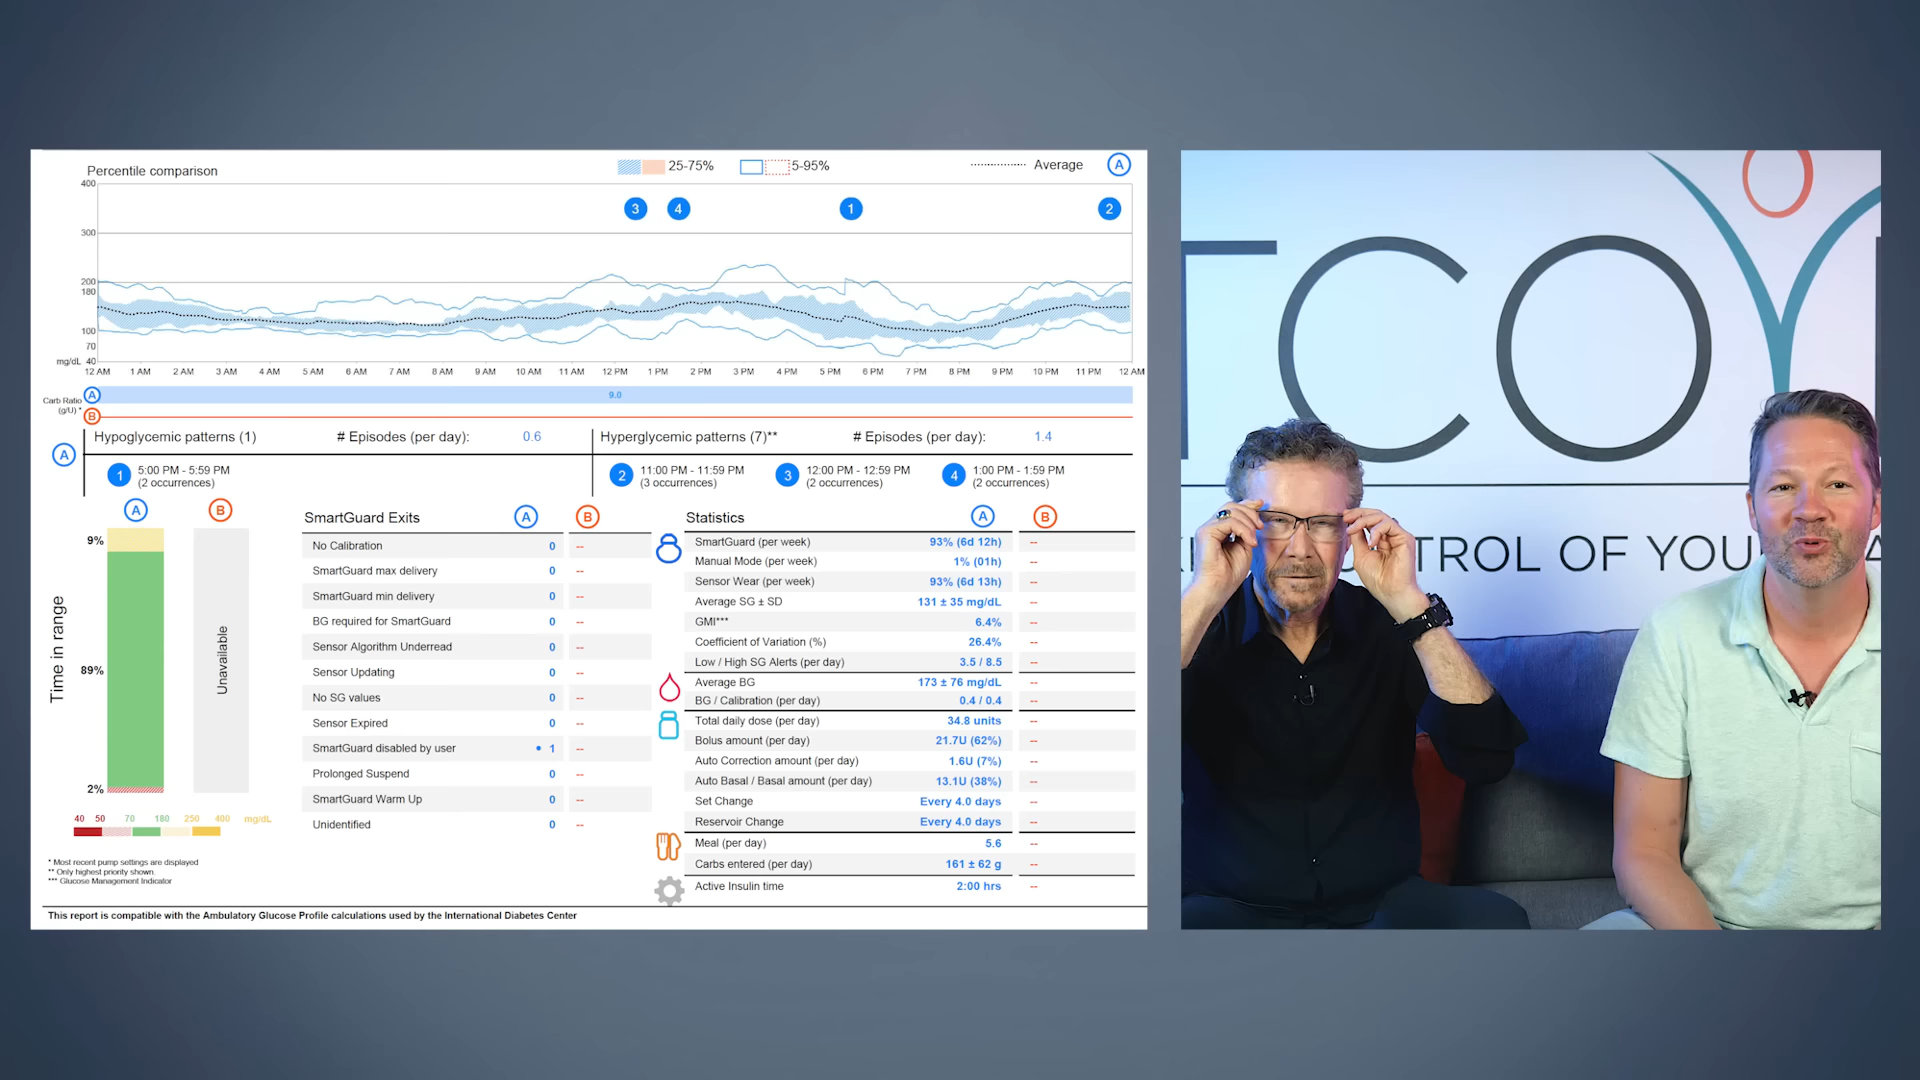 Percentile comparison
25-75%
5-95%
Average
A
400
300
200
180
100
70
mg/dL 40
3
4
1
2
12 AM 1 AM 2 AM 3 AM 4 AM 5 AM 6 AM 7 AM 8 AM 9 AM 10 AM 11 AM 12 PM 1 PM 2 PM 3 PM 4 PM 5 PM 6 PM 7 PM 8 PM 9 PM 10 PM 11 PM 12 AM
Carb Ratio
(g/U) *
A
9.0
B
A
Hypoglycemic patterns (1) # Episodes (per day): 0.6
Hyperglycemic patterns (7)** # Episodes (per day): 1.4
1 5:00 PM - 5:59 PM
(2 occurrences)
2 11:00 PM - 11:59 PM
(3 occurrences)
3 12:00 PM - 12:59 PM
(2 occurrences)
4 1:00 PM - 1:59 PM
(2 occurrences)
A B
Time in range
9%
89%
2%
Unavailable
40 50 70 180 250 400 mg/dL
* Most recent pump settings are displayed
** Only highest priority shown.
*** Glucose Management Indicator
SmartGuard Exits A B
No Calibration 0 --
SmartGuard max delivery 0 --
SmartGuard min delivery 0 --
BG required for SmartGuard 0 --
Sensor Algorithm Underread 0 --
Sensor Updating 0 --
No SG values 0 --
Sensor Expired 0 --
SmartGuard disabled by user • 1 --
Prolonged Suspend 0 --
SmartGuard Warm Up 0 --
Unidentified 0 --
Statistics A B
SmartGuard (per week) 93% (6d 12h) --
Manual Mode (per week) 1% (01h) --
Sensor Wear (per week) 93% (6d 13h) --
Average SG ± SD 131 ± 35 mg/dL --
GMI*** 6.4% --
Coefficient of Variation (%) 26.4% --
Low / High SG Alerts (per day) 3.5 / 8.5 --
Average BG 173 ± 76 mg/dL --
BG / Calibration (per day) 0.4 / 0.4 --
Total daily dose (per day) 34.8 units --
Bolus amount (per day) 21.7U (62%) --
Auto Correction amount (per day) 1.6U (7%) --
Auto Basal / Basal amount (per day) 13.1U (38%) --
Set Change Every 4.0 days --
Reservoir Change Every 4.0 days --
Meal (per day) 5.6 --
Carbs entered (per day) 161 ± 62 g --
Active Insulin time 2:00 hrs --
This report is compatible with the Ambulatory Glucose Profile calculations used by the International Diabetes Center
TCOY
TROL OF YOU